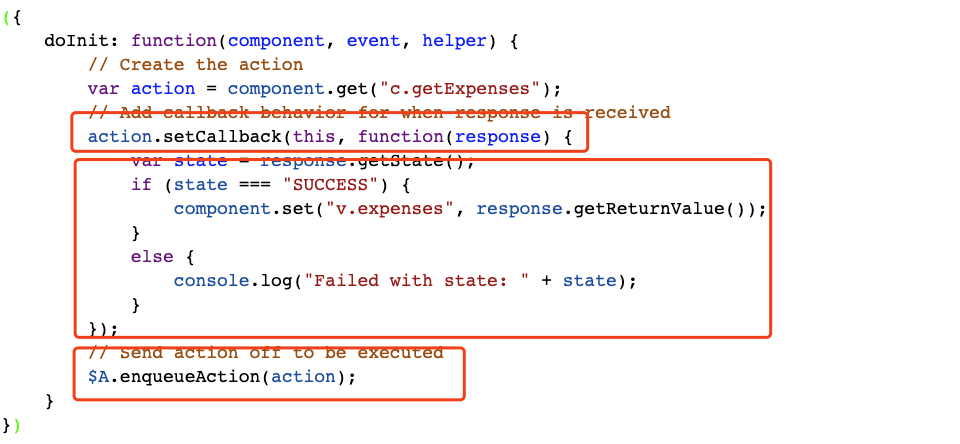 ({
    doInit: function(component, event, helper) {
        // Create the action
        var action = component.get("c.getExpenses");
        // Add callback behavior for when response is received
        action.setCallback(this, function(response) {
            var state = response.getState();
            if (state === "SUCCESS") {
                component.set("v.expenses", response.getReturnValue());
            }
            else {
                console.log("Failed with state: " + state);
            }
        });
        // Send action off to be executed
        $A.enqueueAction(action);
    }
})